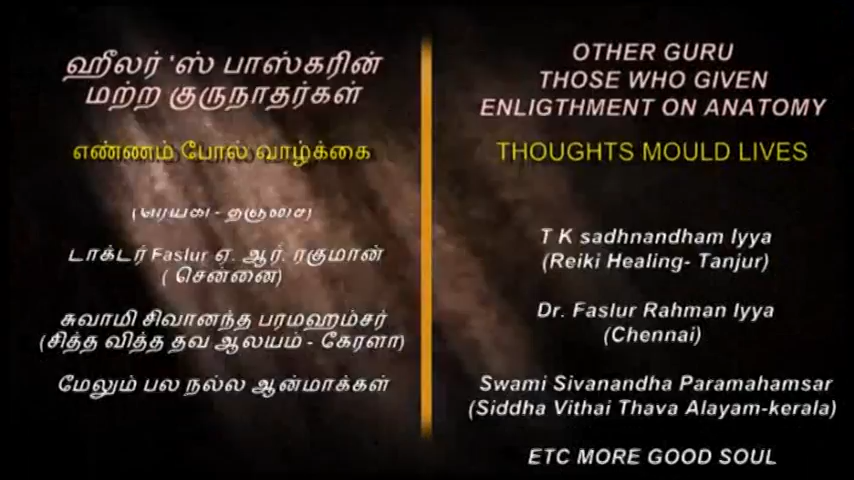 ஹீலர் 'ஸ் பாஸ்கரின்
மற்ற குருநாதர்கள்
எண்ணம் போல் வாழ்க்கை
டாக்டர் Faslur ஏ. ஆர். ரகுமான்
( சென்னை)
சுவாமி சிவானந்த பரமஹம்சர்
(சித்த வித்த தவ ஆலயம் - கேரளா)
மேலும் பல நல்ல ஆன்மாக்கள்
OTHER GURU
THOSE WHO GIVEN
ENLIGTHMENT ON ANATOMY
THOUGHTS MOULD LIVES
T K sadhnandham Iyya
(Reiki Healing- Tanjur)
Dr. Faslur Rahman Iyya
(Chennai)
Swami Sivanandha Paramahamsar
(Siddha Vithai Thava Alayam-kerala)
ETC MORE GOOD SOUL